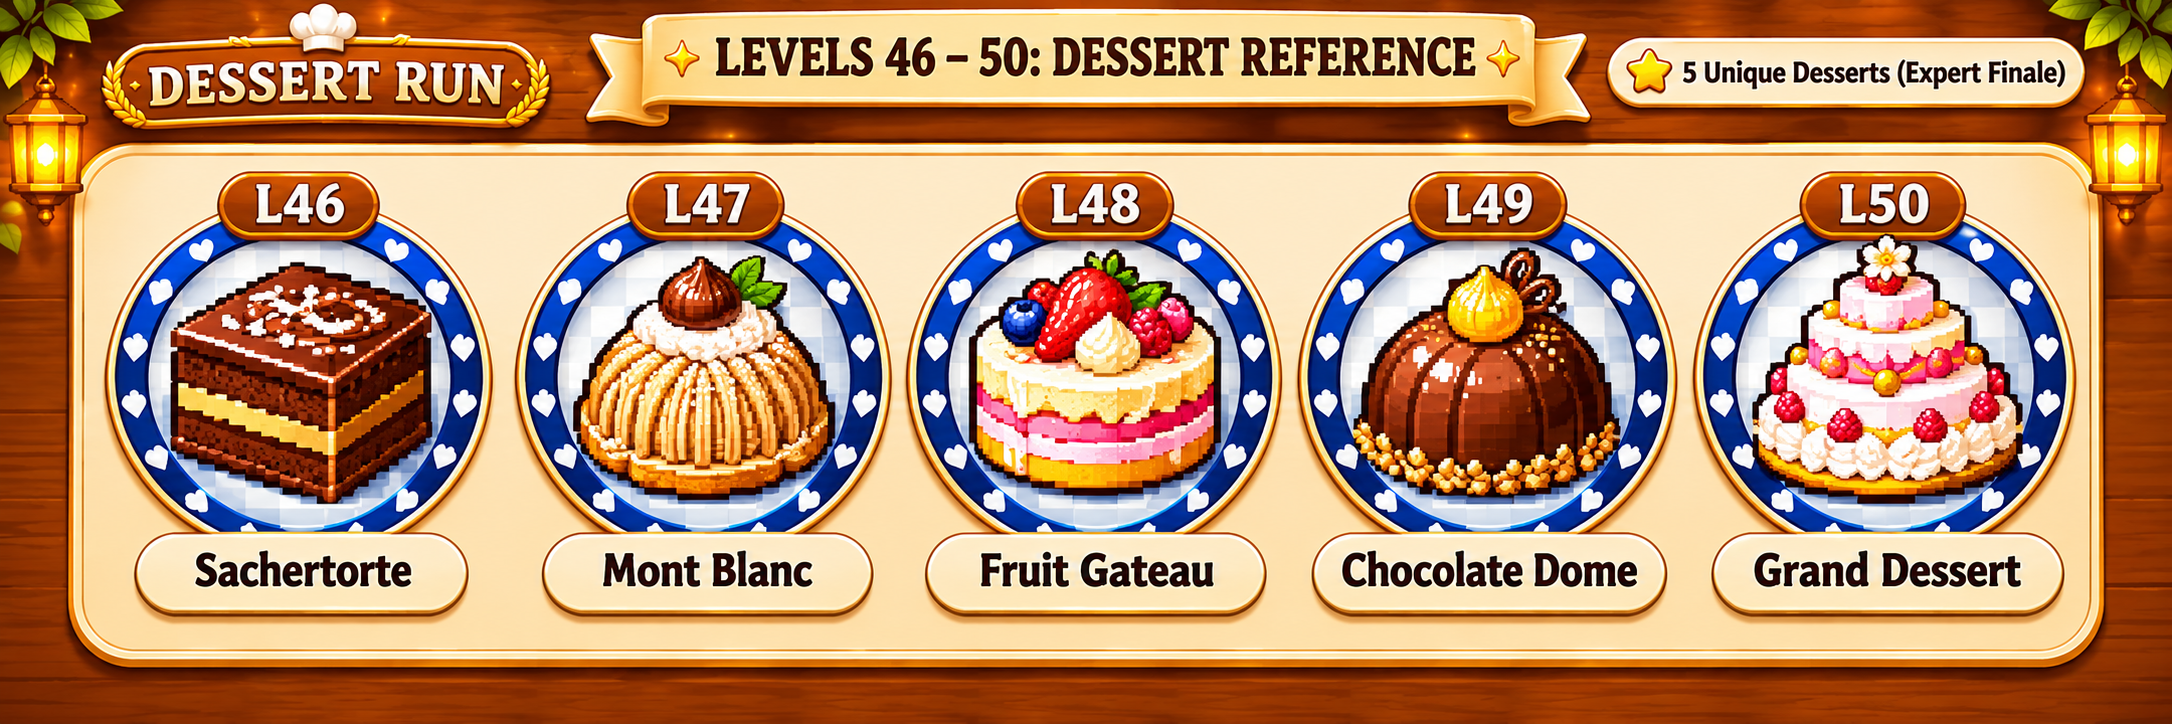 DESSERT RUN
LEVELS 46 – 50: DESSERT REFERENCE
5 Unique Desserts (Expert Finale)
L46
L47
L48
L49
L50
Sachertorte
Mont Blanc
Fruit Gateau
Chocolate Dome
Grand Dessert